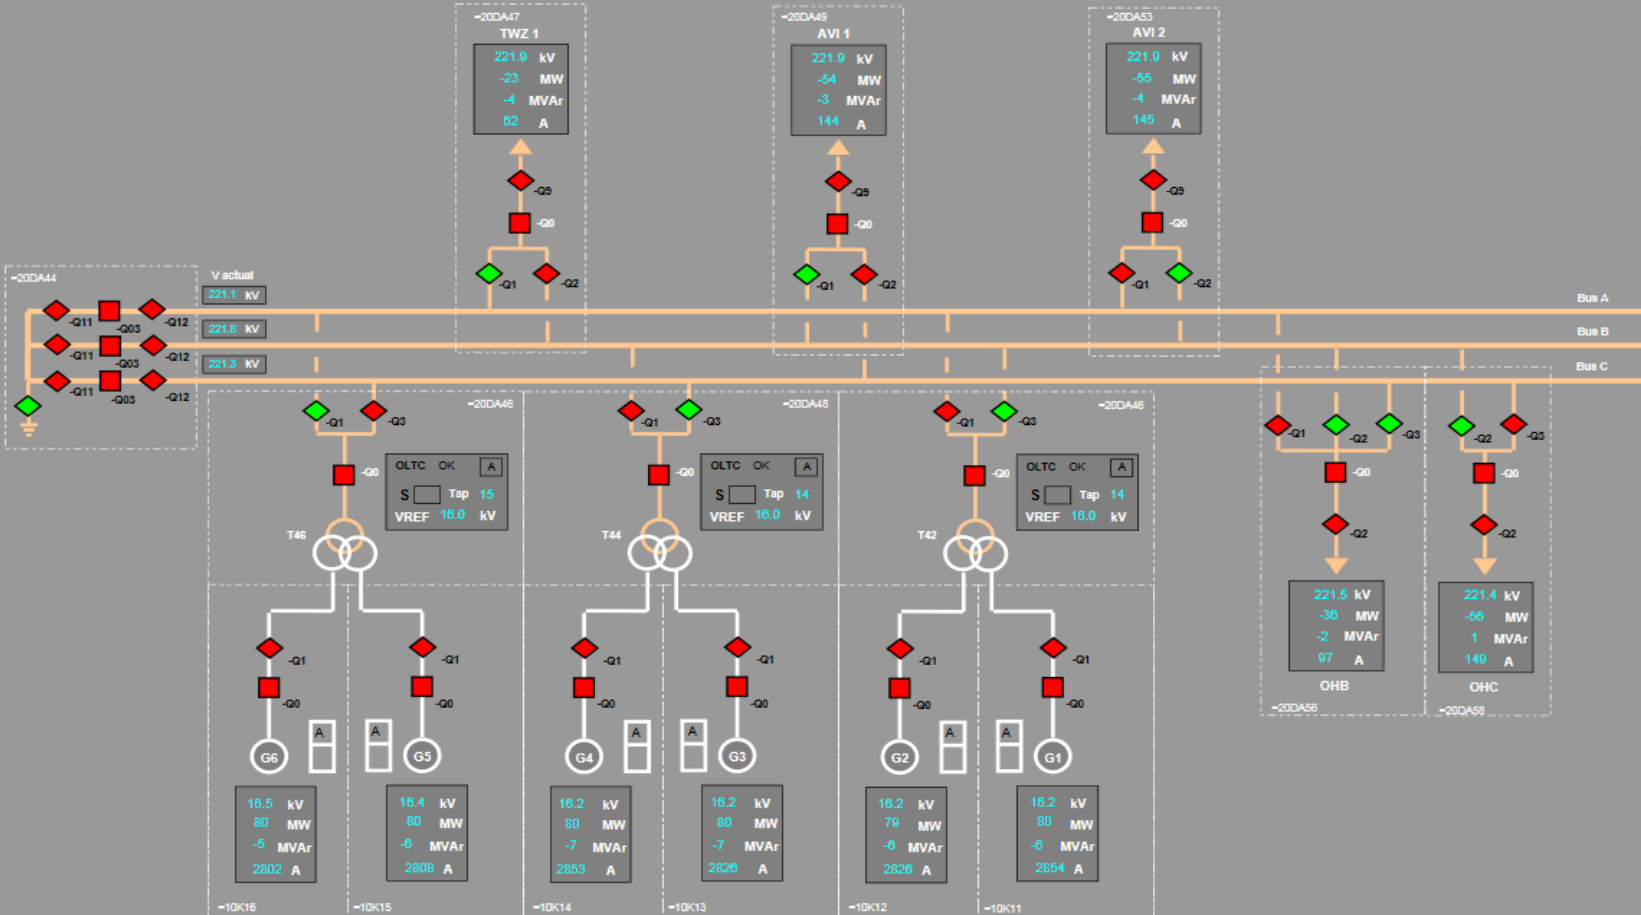 =20DA47
TWZ 1
221.9 kV
-23 MW
-4 MVAr
62 A
-Q9
-Q0
-Q1
-Q2
=20DA49
AVI 1
221.9 kV
-54 MW
-3 MVAr
144 A
-Q9
-Q0
-Q1
-Q2
=20DA53
AVI 2
221.9 kV
-55 MW
-4 MVAr
145 A
-Q9
-Q0
-Q1
-Q2
=20DA44
V actual
221.1 kV
221.8 kV
221.3 kV
-Q11 -Q03 -Q12
-Q11 -Q03 -Q12
-Q11 -Q03 -Q12
Bus A
Bus B
Bus C
=20DA46
-Q1 -Q3
-Q0
OLTC OK A
S Tap 15
VREF 16.0 kV
T46
=20DA48
-Q1 -Q3
-Q0
OLTC OK A
S Tap 14
VREF 16.0 kV
T44
=20DA46
-Q1 -Q3
-Q0
OLTC OK A
S Tap 14
VREF 16.0 kV
T42
-Q1 -Q2 -Q3
-Q0
-Q2
221.5 kV
-36 MW
-2 MVAr
97 A
OHB
=20DA56
-Q2 -Q3
-Q0
-Q2
221.4 kV
-56 MW
1 MVAr
149 A
OHC
=20DA58
-Q1
-Q0
G6
A
16.5 kV
80 MW
-5 MVAr
2802 A
=10K16
-Q1
-Q0
A
G5
16.4 kV
80 MW
-6 MVAr
2808 A
=10K15
-Q1
-Q0
G4
A
16.2 kV
80 MW
-7 MVAr
2853 A
=10K14
-Q1
-Q0
A
G3
16.2 kV
80 MW
-7 MVAr
2826 A
=10K13
-Q1
-Q0
G2
A
16.2 kV
79 MW
-6 MVAr
2826 A
=10K12
-Q1
-Q0
A
G1
16.2 kV
80 MW
-6 MVAr
2854 A
=10K11